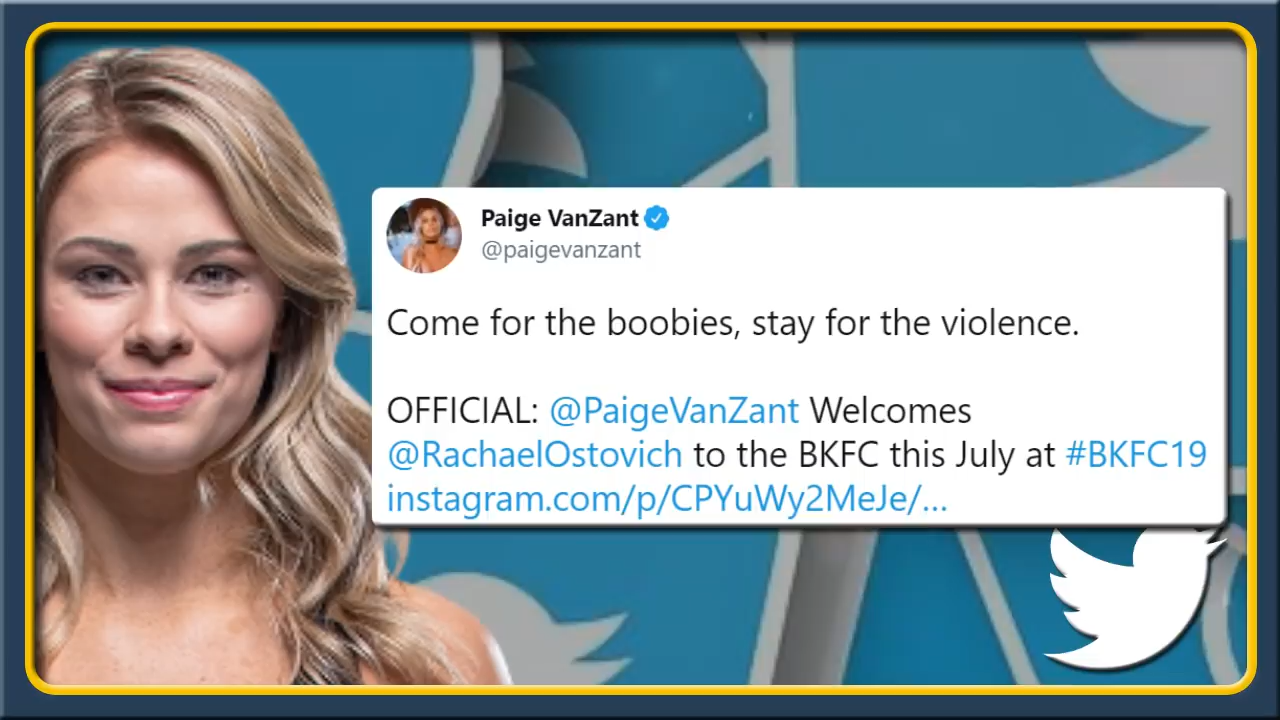 Paige VanZant
@paigevanzant
Come for the boobies, stay for the violence.
OFFICIAL: @PaigeVanZant Welcomes
@RachaelOstovich to the BKFC this July at #BKFC19
instagram.com/p/CPYuWy2MeJe/...